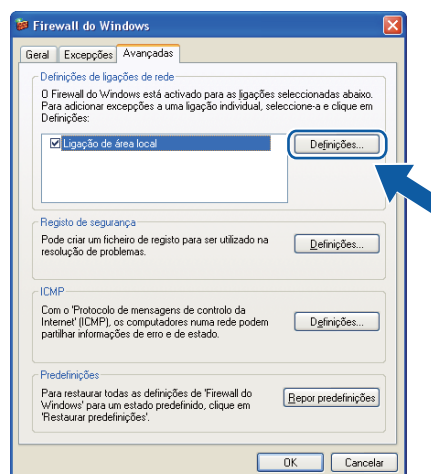 Firewall do Windows
Geral Excepções Avançadas
Definições de ligações de rede
O Firewall do Windows está activado para as ligações seleccionadas abaixo.
Para adicionar excepções a uma ligação individual, seleccione-a e clique em
Definições:
Ligação de área local
Definições...
Registo de segurança
Pode criar um ficheiro de registo para ser utilizado na
resolução de problemas.
Definições...
ICMP
Com o 'Protocolo de mensagens de controlo da
Internet' (ICMP), os computadores numa rede podem
partilhar informações de erro e de estado.
Definições...
Predefinições
Para restaurar todas as definições de 'Firewall do
Windows' para um estado predefinido, clique em
'Restaurar predefinições'.
Repor predefinições
OK Cancelar